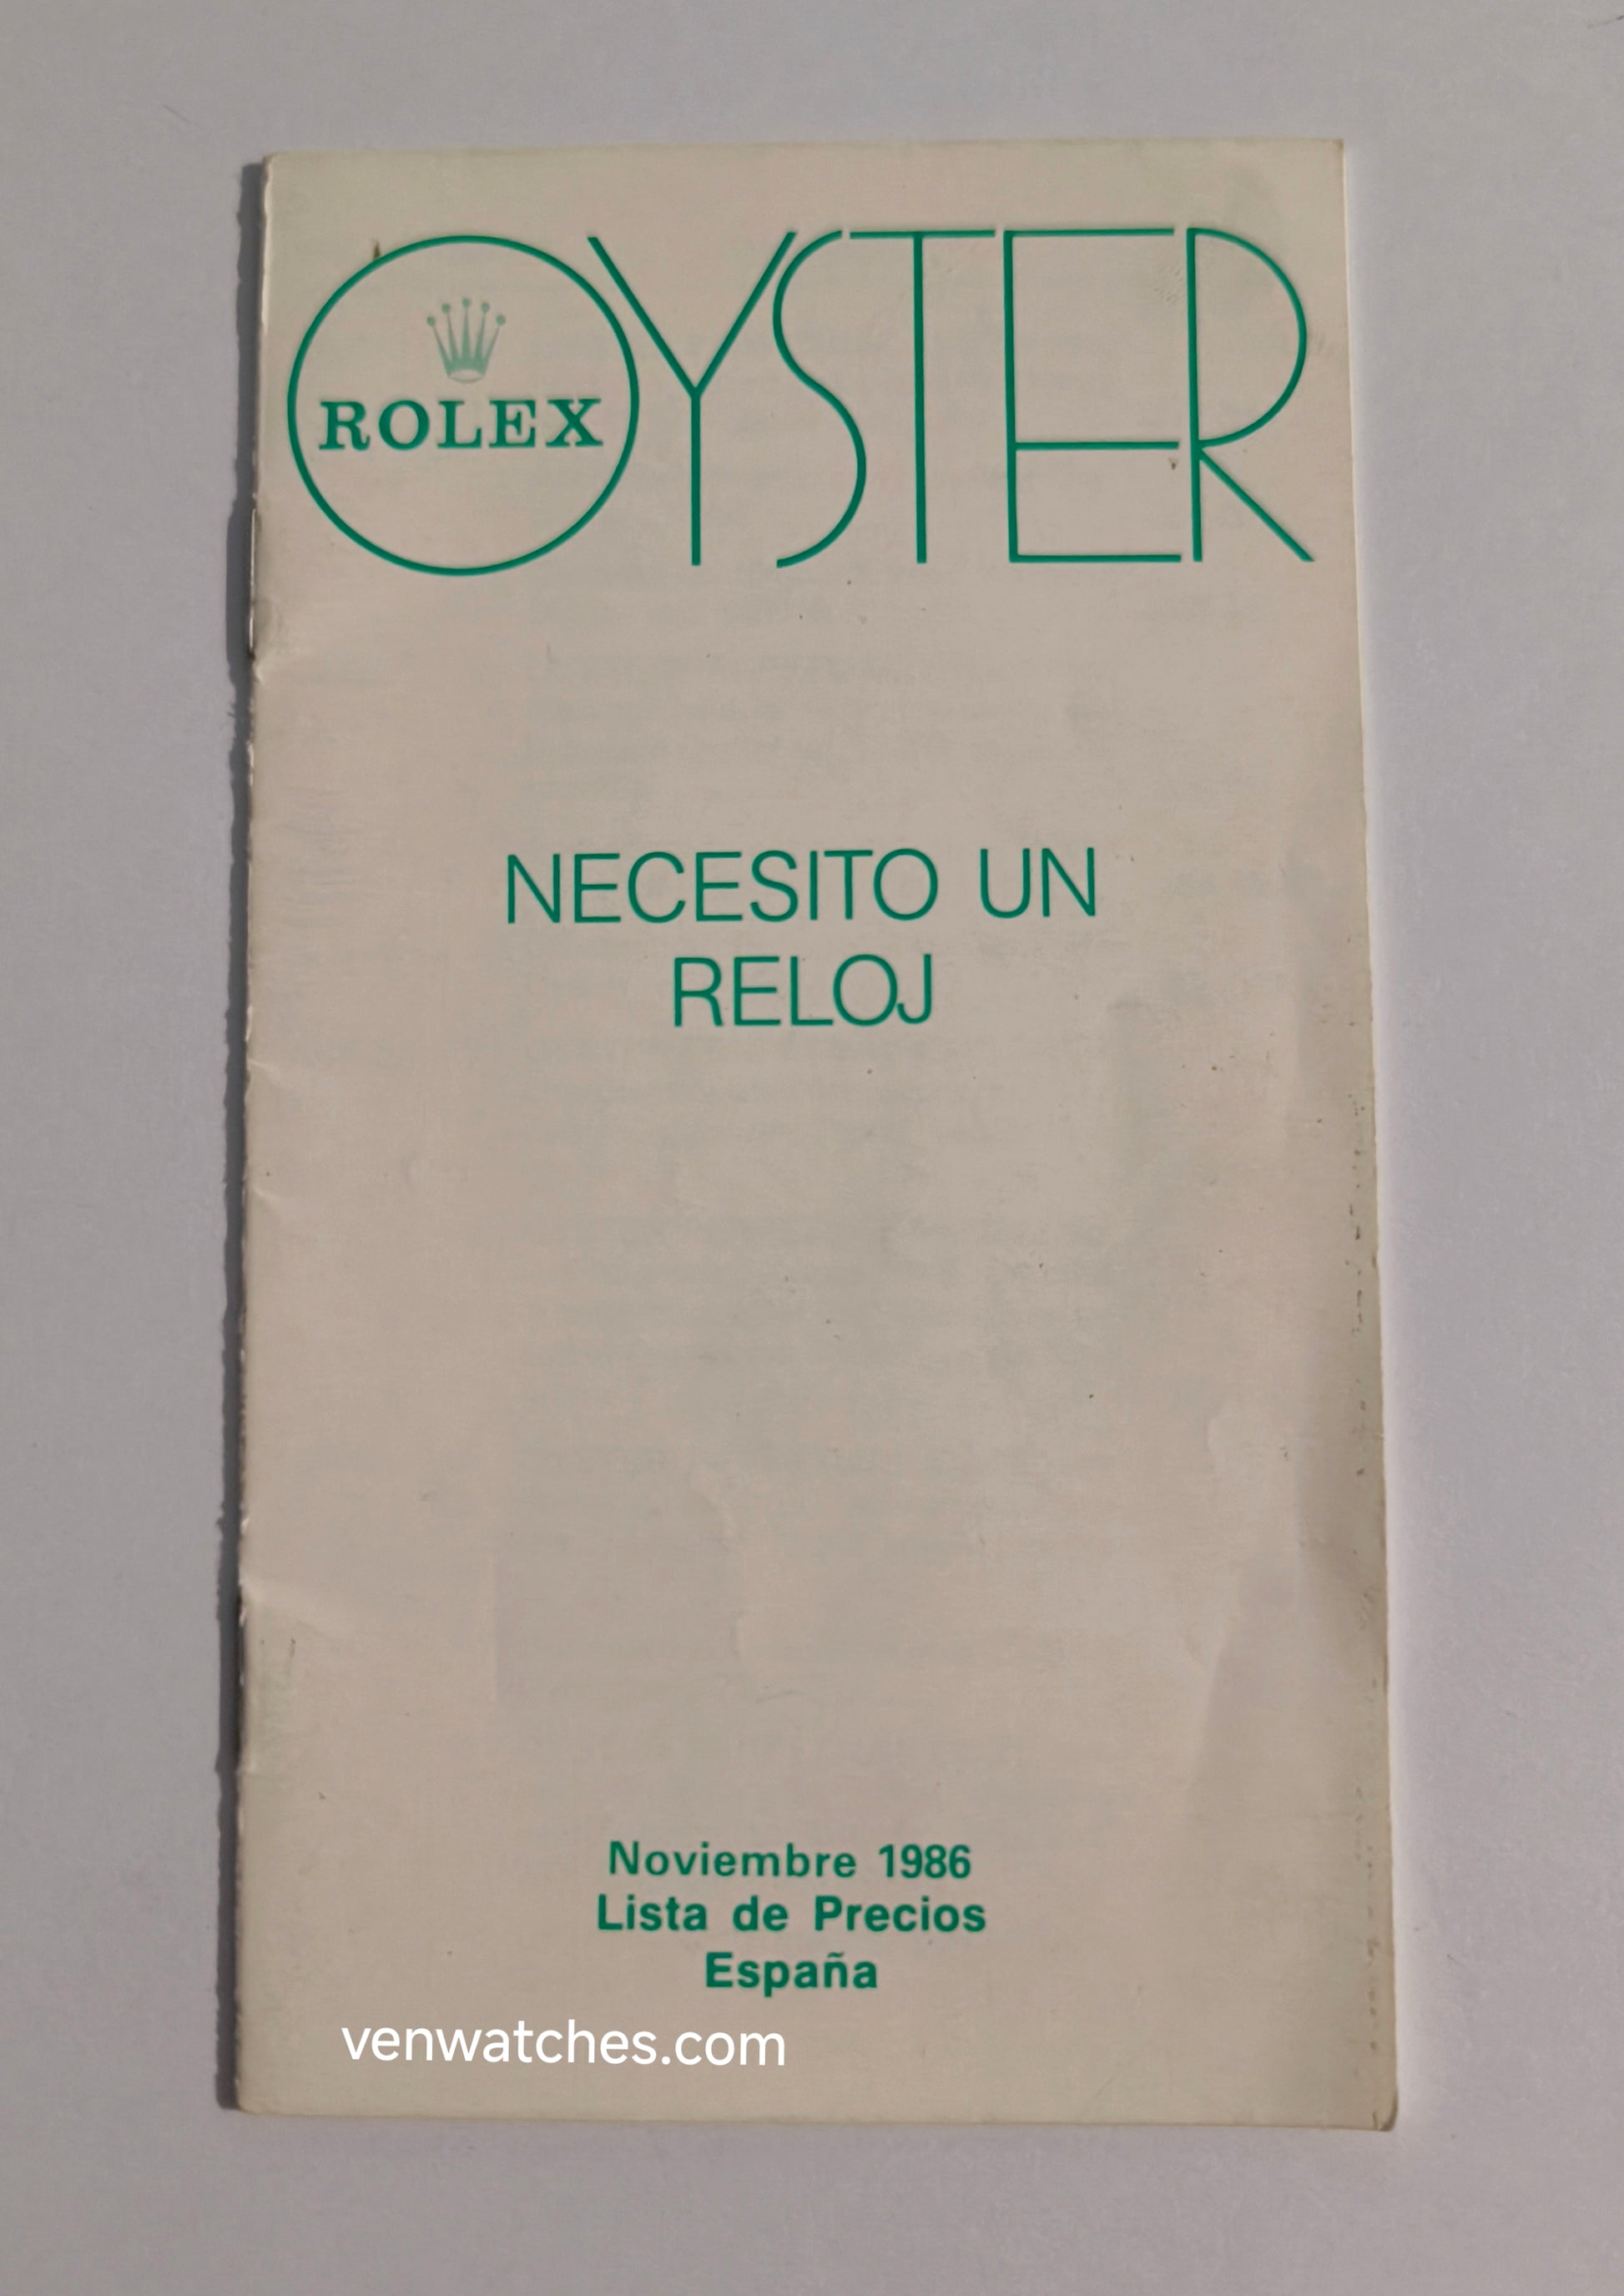 OYSTER
ROLEX
NECESITO UN
RELOJ
Noviembre 1986
Lista de Precios
España
venwatches.com